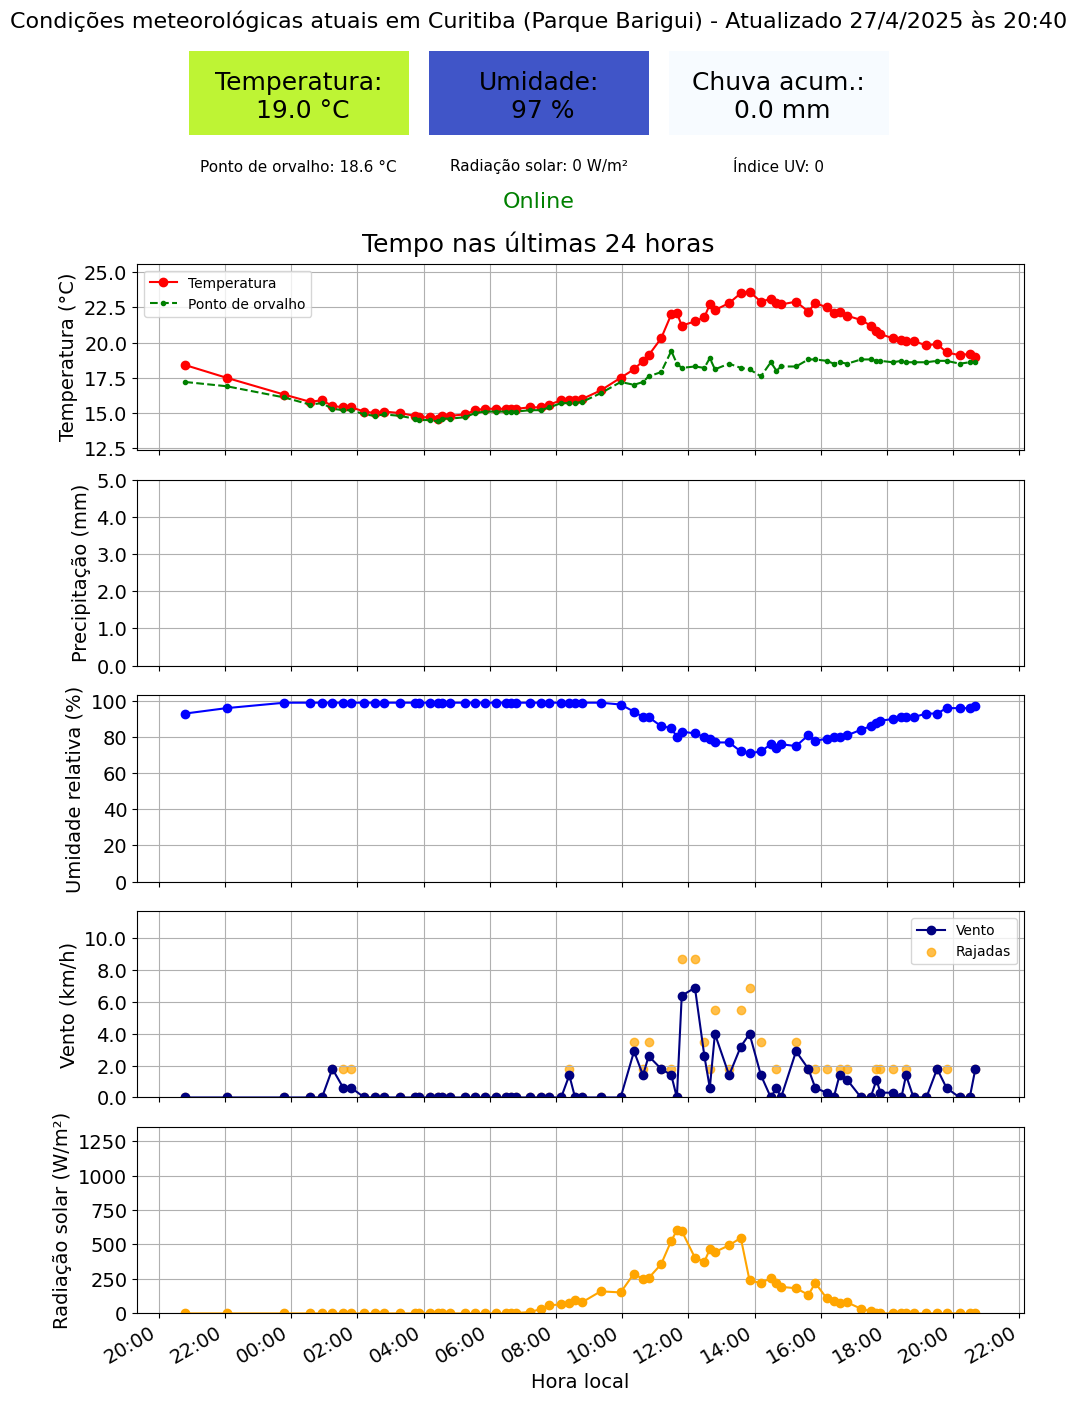 Condições meteorológicas atuais em Curitiba (Parque Barigui) - Atualizado 27/4/2025 às 20:40
Temperatura:
19.0 °C
Umidade:
97 %
Chuva acum.:
0.0 mm
Ponto de orvalho: 18.6 °C
Radiação solar: 0 W/m²
Índice UV: 0
Online
Tempo nas últimas 24 horas
Temperatura (°C)
25.0
22.5
20.0
17.5
15.0
12.5
Temperatura
Ponto de orvalho
Precipitação (mm)
5.0
4.0
3.0
2.0
1.0
0.0
Umidade relativa (%)
100
80
60
40
20
0
Vento (km/h)
10.0
8.0
6.0
4.0
2.0
0.0
Vento
Rajadas
Radiação solar (W/m²)
1250
1000
750
500
250
0
20:00
22:00
00:00
02:00
04:00
06:00
08:00
10:00
12:00
14:00
16:00
18:00
20:00
22:00
Hora local